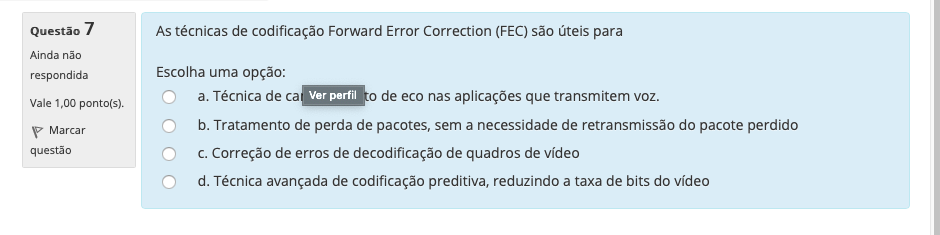 Questão 7
Ainda não
respondida
Vale 1,00 ponto(s).
Marcar
questão
As técnicas de codificação Forward Error Correction (FEC) são úteis para
Escolha uma opção:
a. Técnica de ca Ver perfil to de eco nas aplicações que transmitem voz.
b. Tratamento de perda de pacotes, sem a necessidade de retransmissão do pacote perdido
c. Correção de erros de decodificação de quadros de vídeo
d. Técnica avançada de codificação preditiva, reduzindo a taxa de bits do vídeo